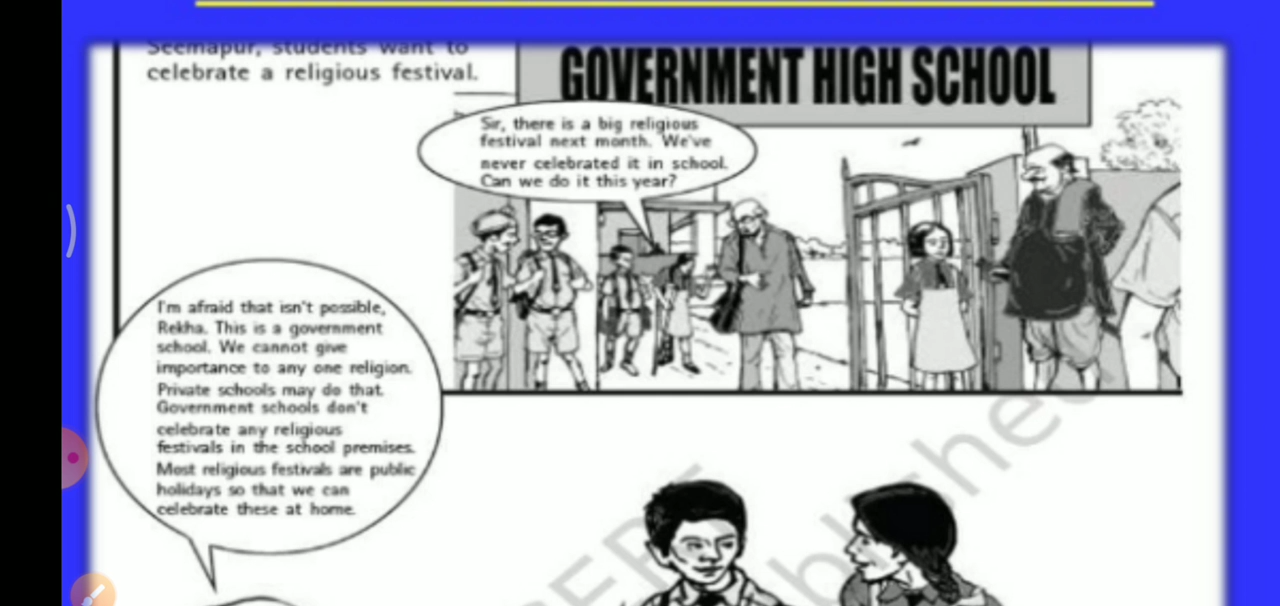 Seemapur, students want to
celebrate a religious festival.
GOVERNMENT HIGH SCHOOL
Sir, there is a big religious
festival next month. We've
never celebrated it in school.
Can we do it this year?
I'm afraid that isn't possible,
Rekha. This is a government
school. We cannot give
importance to any one religion.
Private schools may do that.
Government schools don't
celebrate any religious
festivals in the school premises.
Most religious festivals are public
holidays so that we can
celebrate these at home.